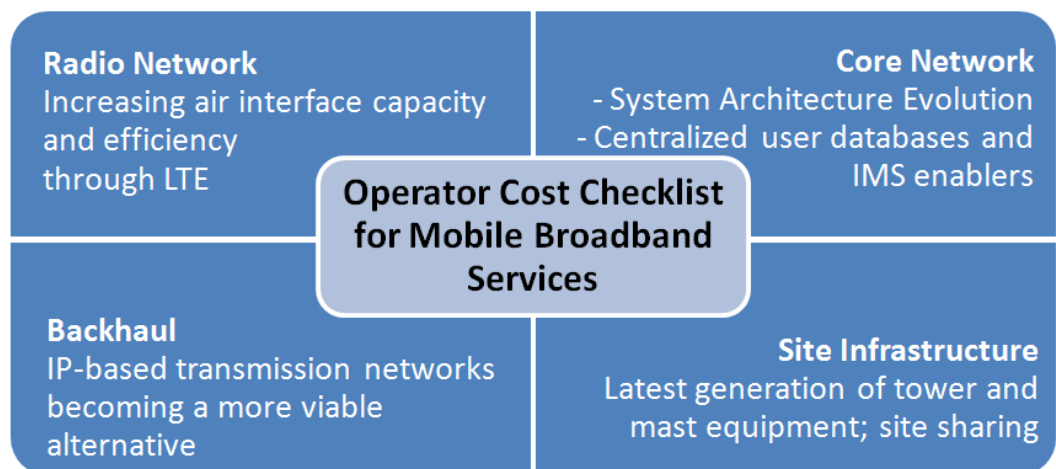 Radio Network
Increasing air interface capacity
and efficiency
through LTE
Core Network
- System Architecture Evolution
- Centralized user databases and
IMS enablers
Operator Cost Checklist
for Mobile Broadband
Services
Backhaul
IP-based transmission networks
becoming a more viable
alternative
Site Infrastructure
Latest generation of tower and
mast equipment; site sharing